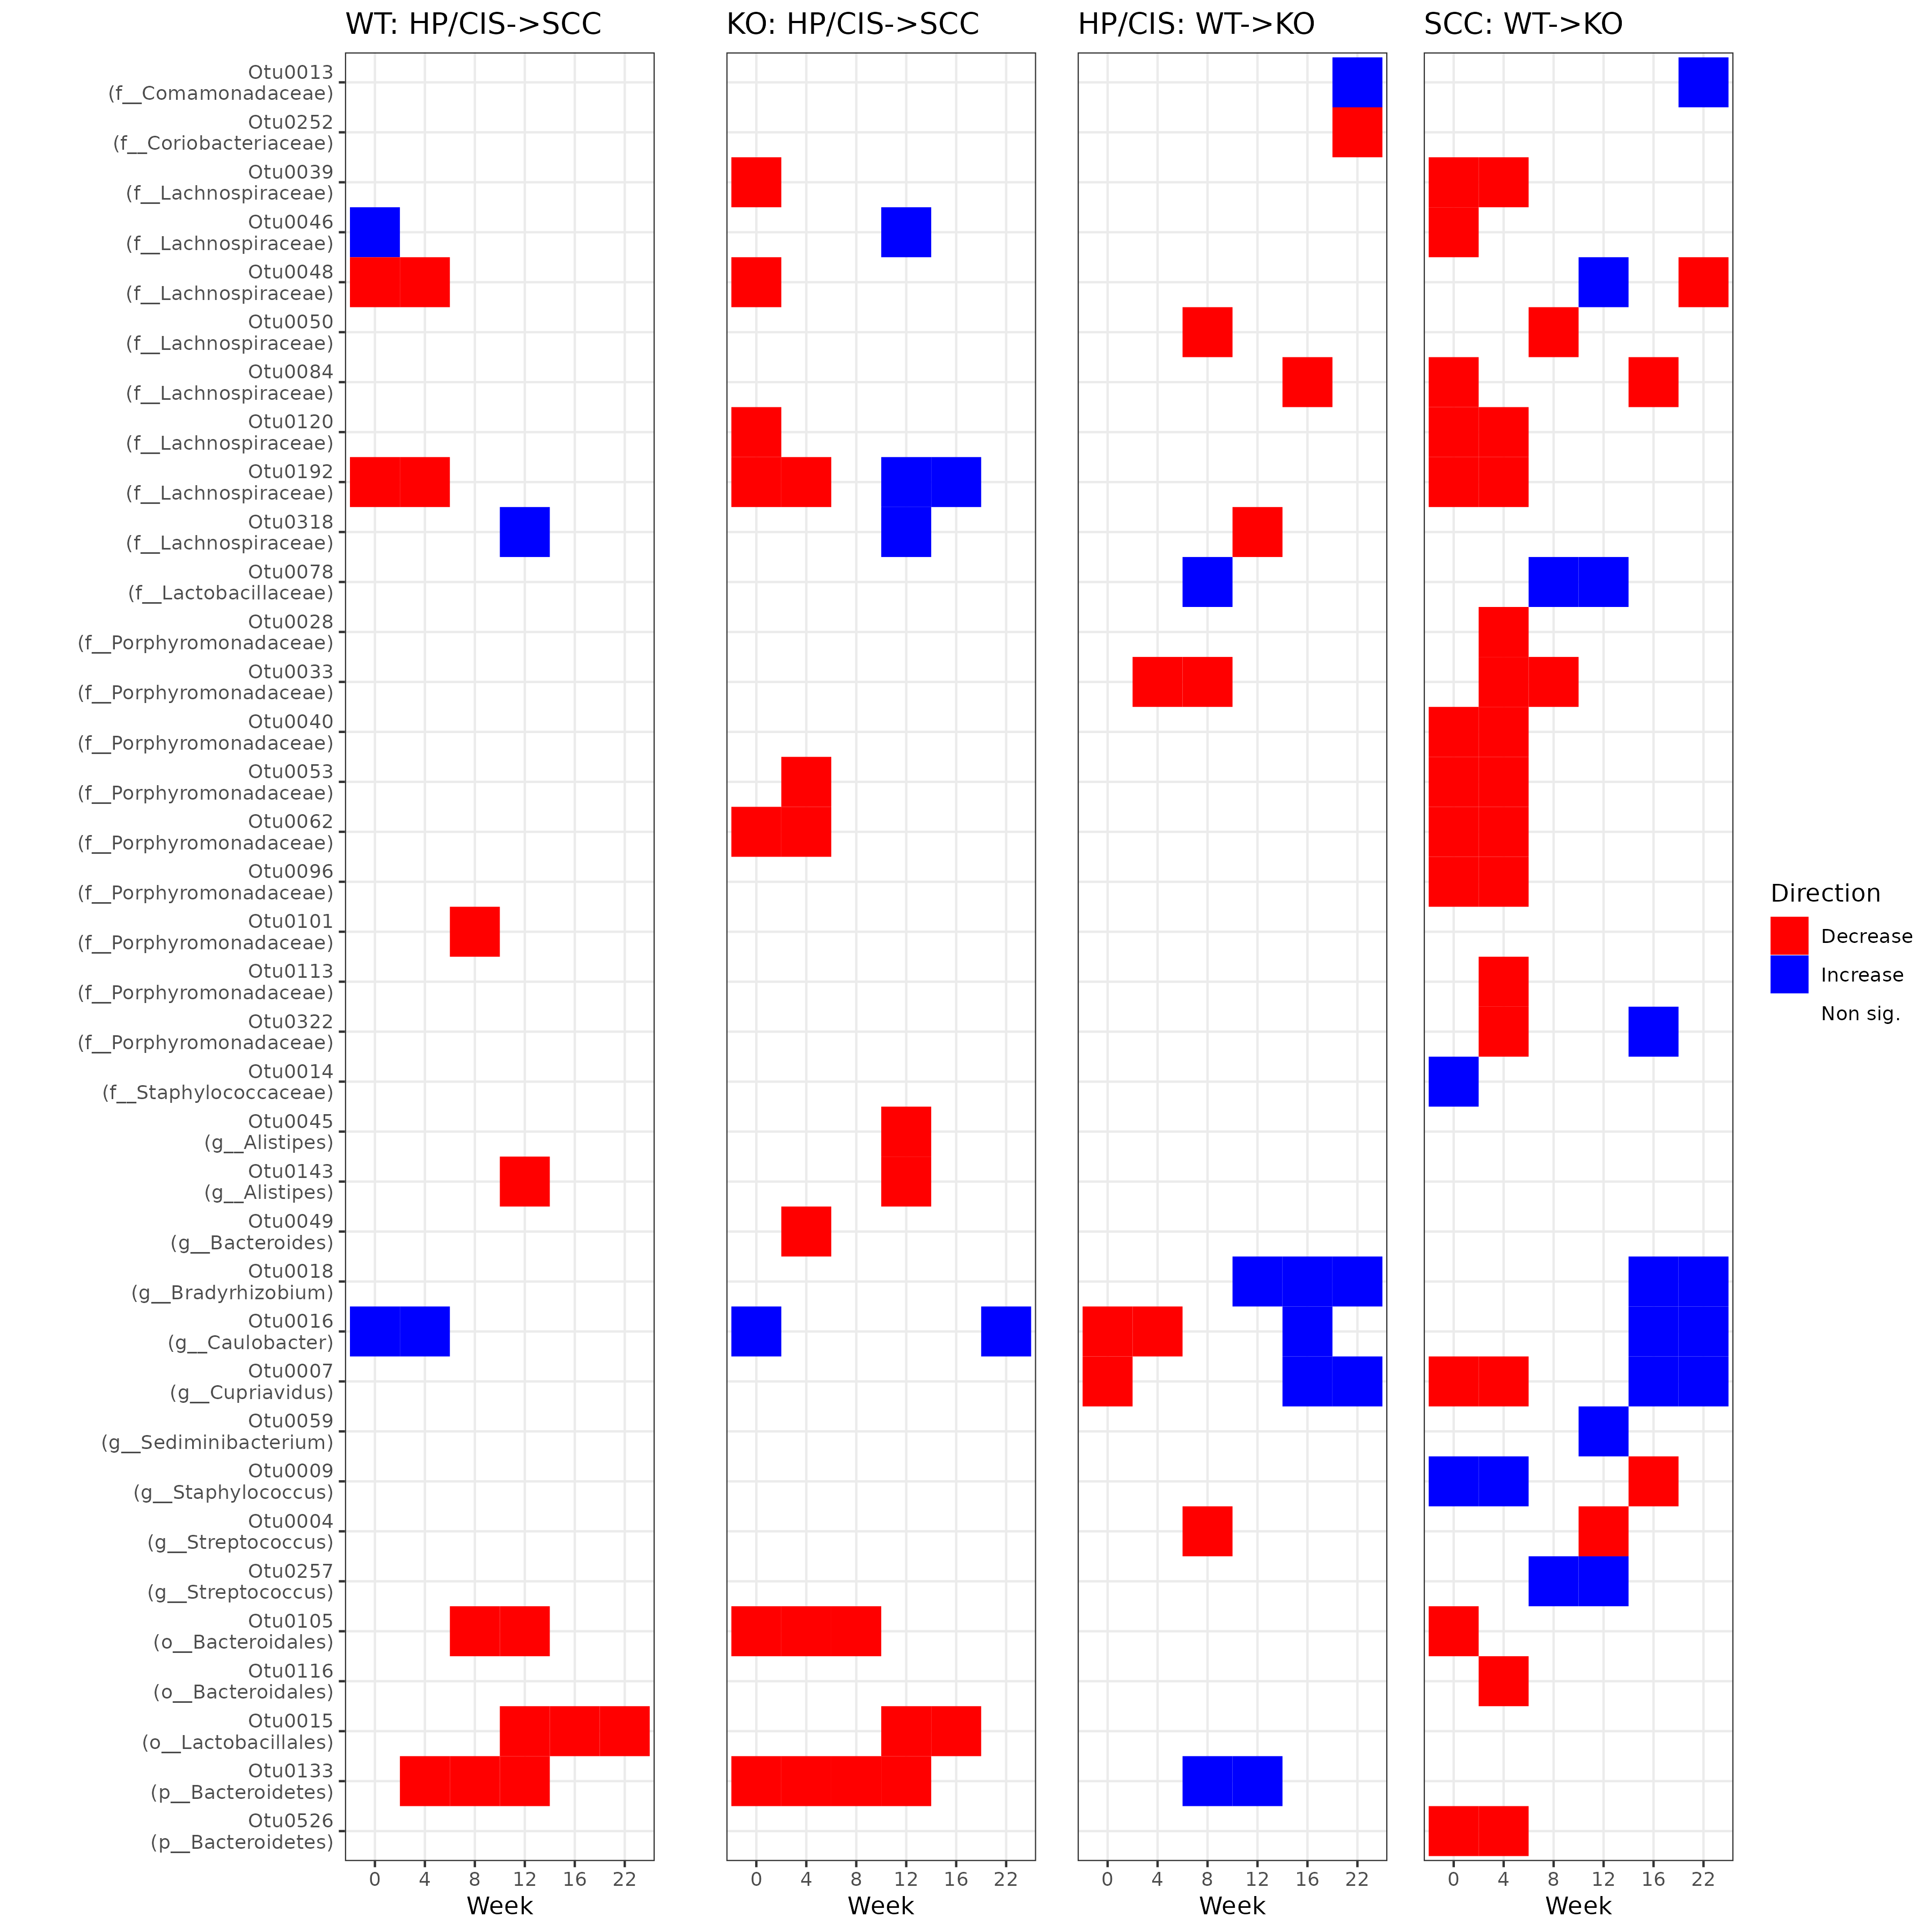 WT: HP/CIS->SCC
KO: HP/CIS->SCC
HP/CIS: WT->KO
SCC: WT->KO
Otu0013
(f__Comamonadaceae)
Otu0252
(f__Coriobacteriaceae)
Otu0039
(f__Lachnospiraceae)
Otu0046
(f__Lachnospiraceae)
Otu0048
(f__Lachnospiraceae)
Otu0050
(f__Lachnospiraceae)
Otu0084
(f__Lachnospiraceae)
Otu0120
(f__Lachnospiraceae)
Otu0192
(f__Lachnospiraceae)
Otu0318
(f__Lachnospiraceae)
Otu0078
(f__Lactobacillaceae)
Otu0028
(f__Porphyromonadaceae)
Otu0033
(f__Porphyromonadaceae)
Otu0040
(f__Porphyromonadaceae)
Otu0053
(f__Porphyromonadaceae)
Otu0062
(f__Porphyromonadaceae)
Otu0096
(f__Porphyromonadaceae)
Otu0101
(f__Porphyromonadaceae)
Otu0113
(f__Porphyromonadaceae)
Otu0322
(f__Porphyromonadaceae)
Otu0014
(f__Staphylococcaceae)
Otu0045
(g__Alistipes)
Otu0143
(g__Alistipes)
Otu0049
(g__Bacteroides)
Otu0018
(g__Bradyrhizobium)
Otu0016
(g__Caulobacter)
Otu0007
(g__Cupriavidus)
Otu0059
(g__Sediminibacterium)
Otu0009
(g__Staphylococcus)
Otu0004
(g__Streptococcus)
Otu0257
(g__Streptococcus)
Otu0105
(o__Bacteroidales)
Otu0116
(o__Bacteroidales)
Otu0015
(o__Lactobacillales)
Otu0133
(p__Bacteroidetes)
Otu0526
(p__Bacteroidetes)
0 4 8 12 16 22
Week
0 4 8 12 16 22
Week
0 4 8 12 16 22
Week
0 4 8 12 16 22
Week
Direction
Decrease
Increase
Non sig.